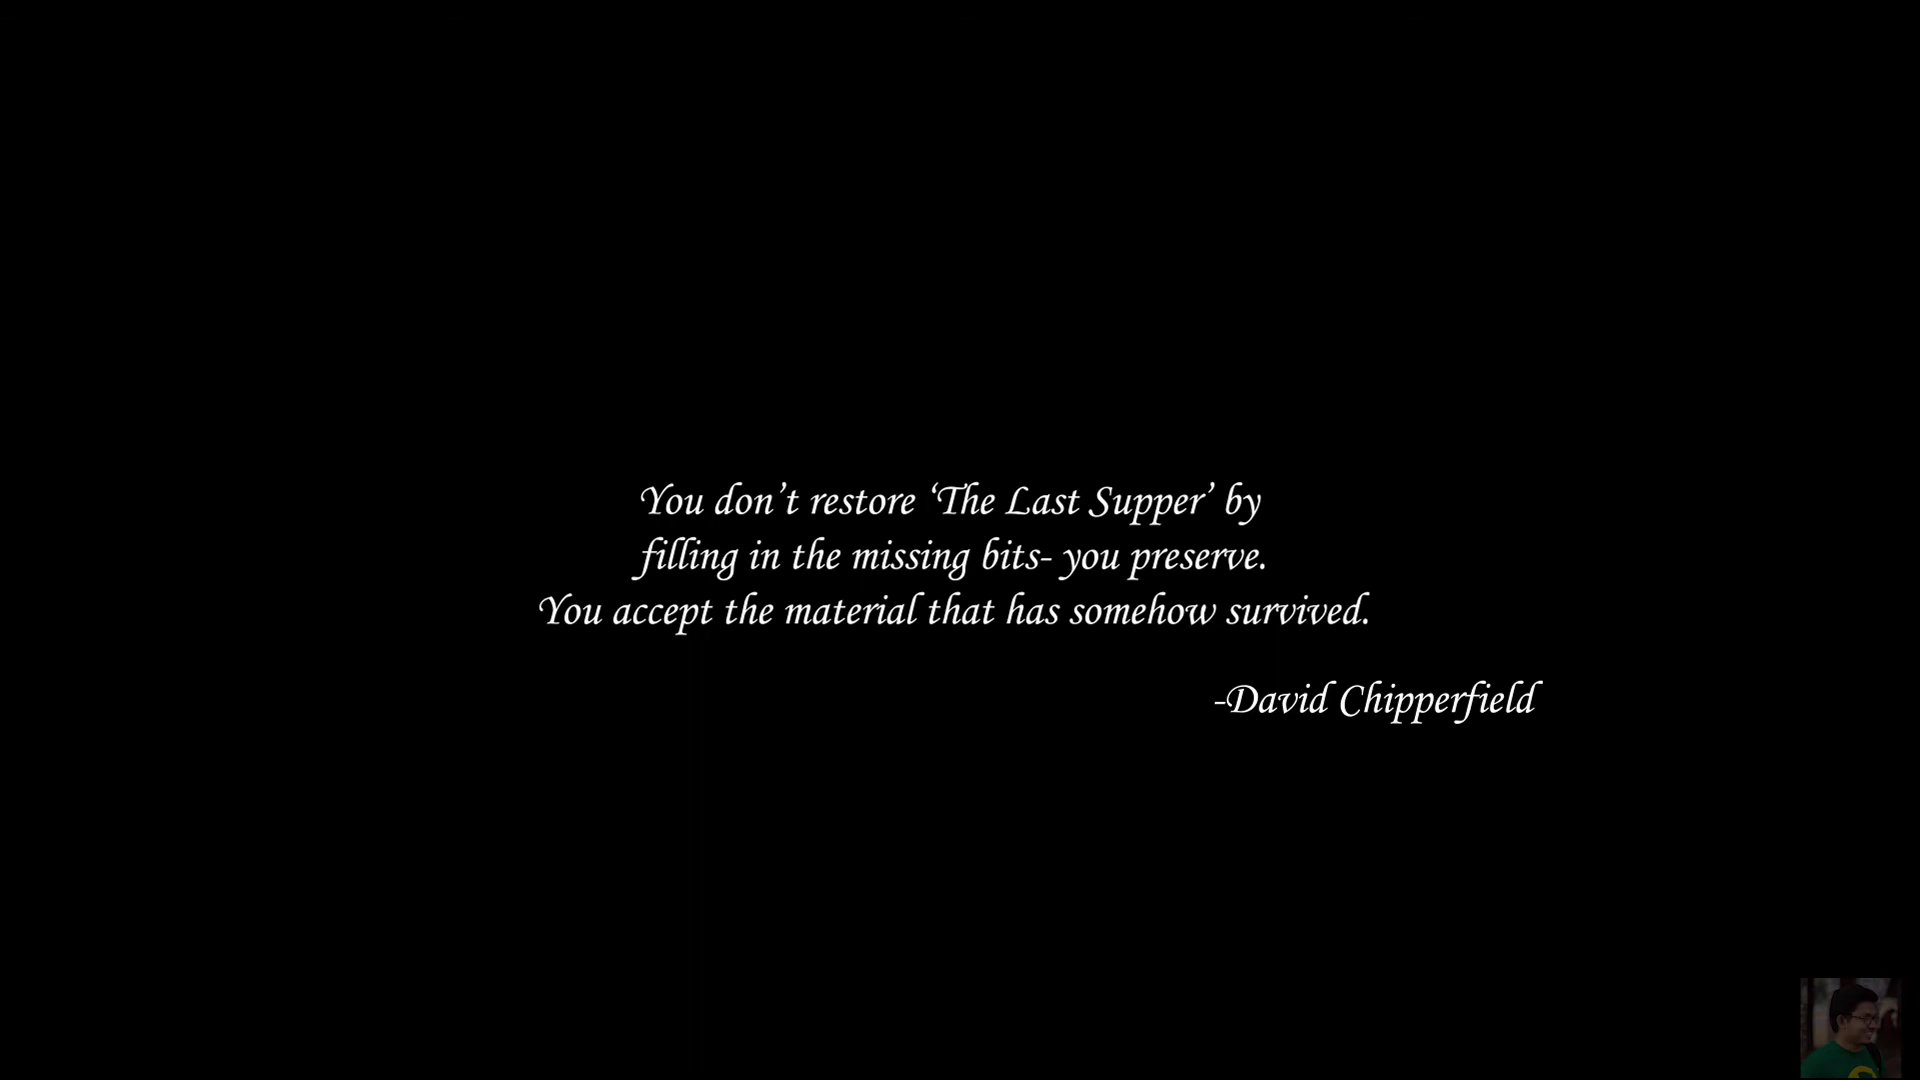 You don’t restore ‘The Last Supper’ by
filling in the missing bits- you preserve.
You accept the material that has somehow survived.
-David Chipperfield